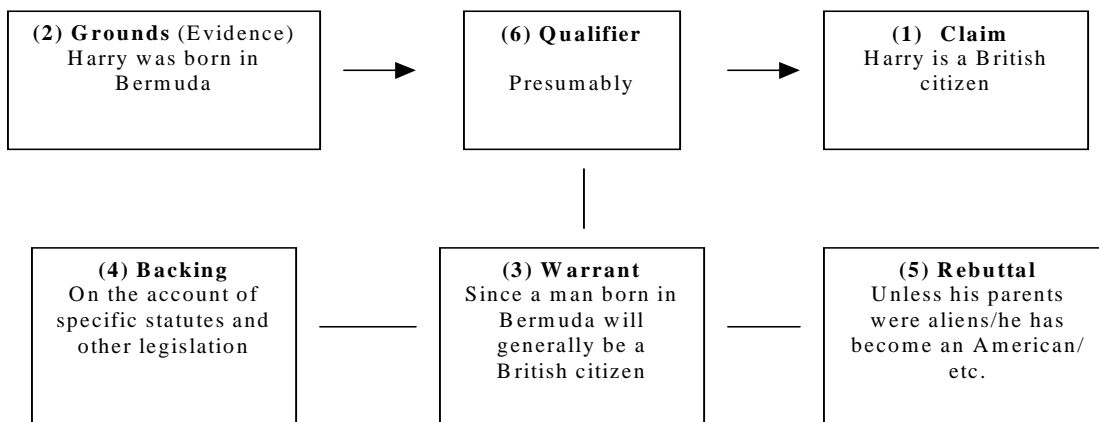 (2) Grounds (Evidence)
Harry was born in
Bermuda
(6) Qualifier
Presumably
(1) Claim
Harry is a British
citizen
(4) Backing
On the account of
specific statutes and
other legislation
(3) Warrant
Since a man born in
Bermuda will
generally be a
British citizen
(5) Rebuttal
Unless his parents
were aliens/he has
become an American/
etc.